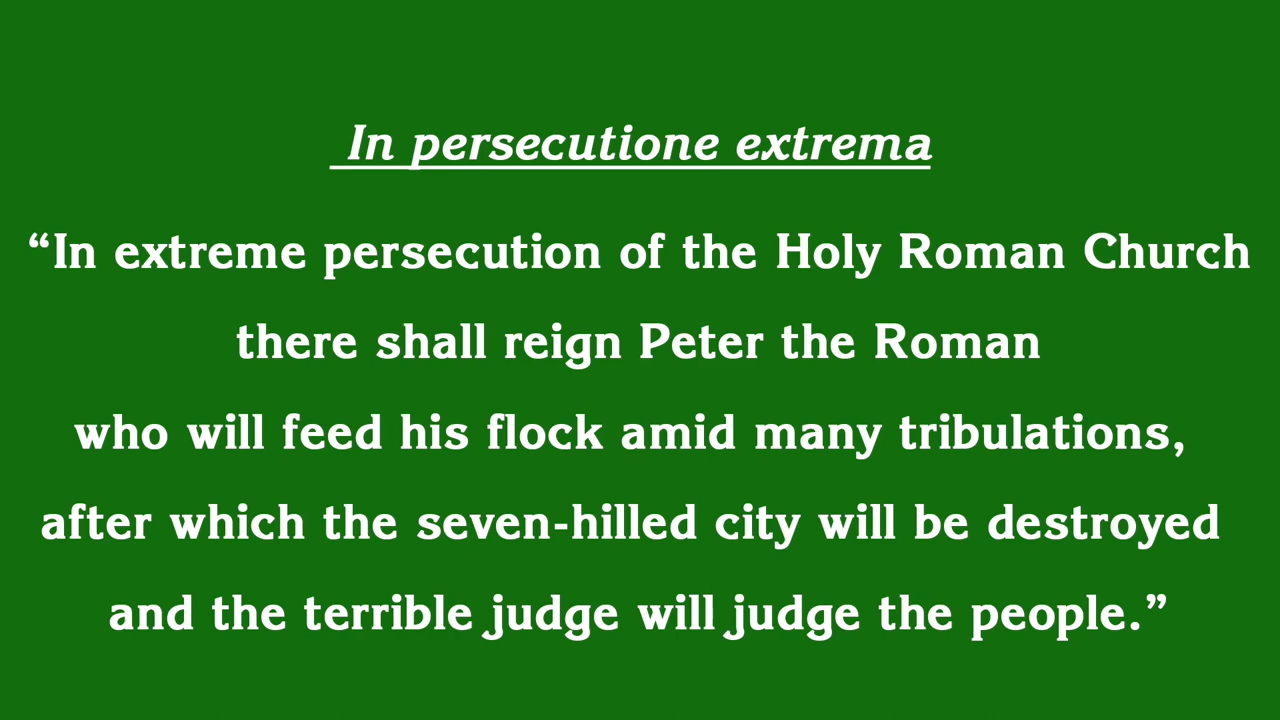 In persecutione extrema
“In extreme persecution of the Holy Roman Church
there shall reign Peter the Roman
who will feed his flock amid many tribulations,
after which the seven-hilled city will be destroyed
and the terrible judge will judge the people.”